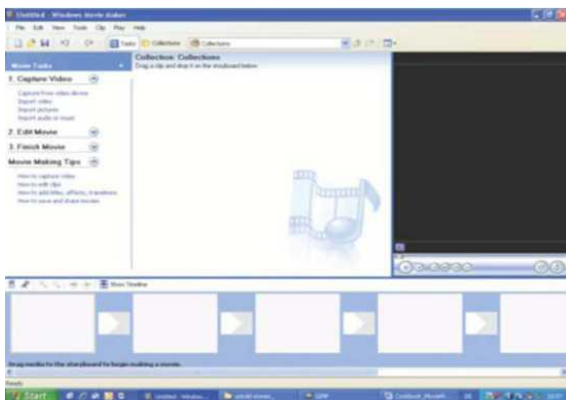 Untitled - Windows Movie Maker
File Edit View Tools Clip Play Help
Tasks Collections Collections
Movie Tasks
Collection: Collections
Drag a clip and drop it on the storyboard below.
1. Capture Video
Capture from video device
Import video
Import pictures
Import audio or music
2. Edit Movie
3. Finish Movie
Movie Making Tips
How to capture video
How to edit clips
How to add titles, effects, transitions
How to save and share movies
Show Timeline
Drag media to the storyboard to begin making a movie.
Ready
Start